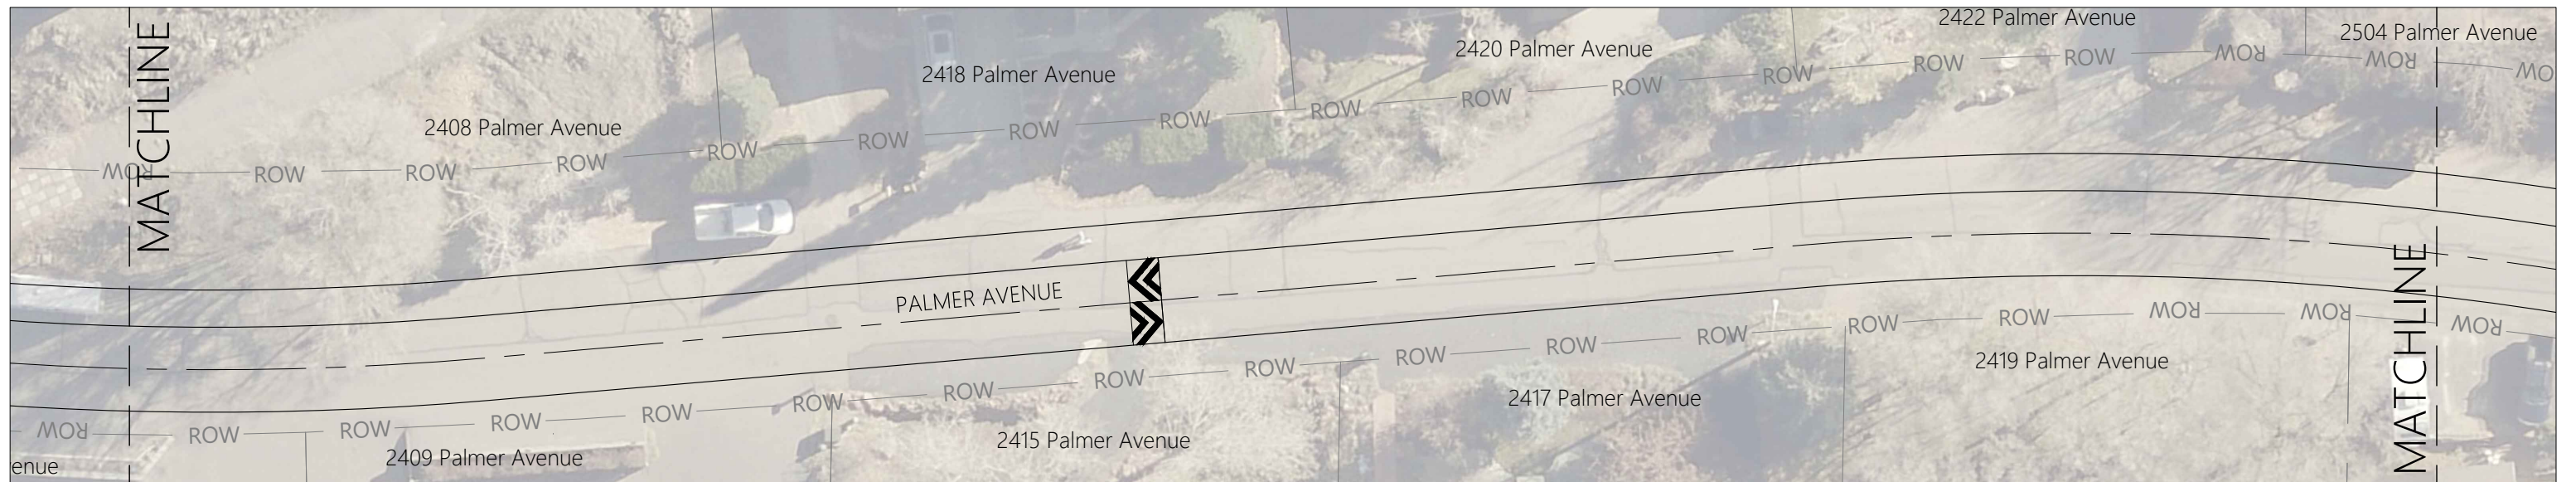 2422 Palmer Avenue
2504 Palmer Avenue
2420 Palmer Avenue
2418 Palmer Avenue
2408 Palmer Avenue
MATCHLINE
ROW ROW ROW ROW ROW ROW ROW ROW ROW ROW ROW ROW ROW ROW ROW ROW
PALMER AVENUE
MATCHLINE
ROW ROW ROW ROW ROW ROW ROW ROW ROW ROW ROW ROW ROW ROW ROW ROW ROW
2419 Palmer Avenue
2417 Palmer Avenue
2415 Palmer Avenue
2409 Palmer Avenue
enue